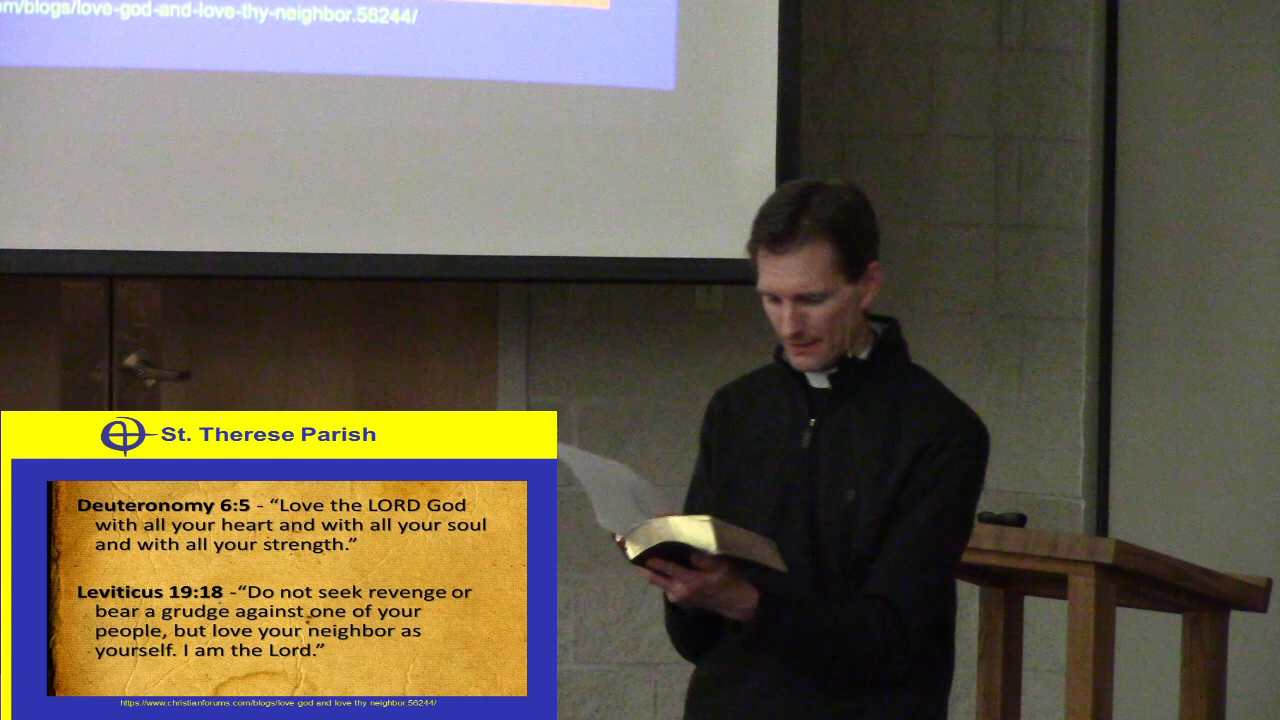 m/blogs/love-god-and-love-thy-neighbor.56244/
St. Therese Parish
Deuteronomy 6:5 - “Love the LORD God
with all your heart and with all your soul
and with all your strength.”
Leviticus 19:18 -“Do not seek revenge or
bear a grudge against one of your
people, but love your neighbor as
yourself. I am the Lord.”
https://www.christianforums.com/blogs/love god and love thy neighbor.56244/